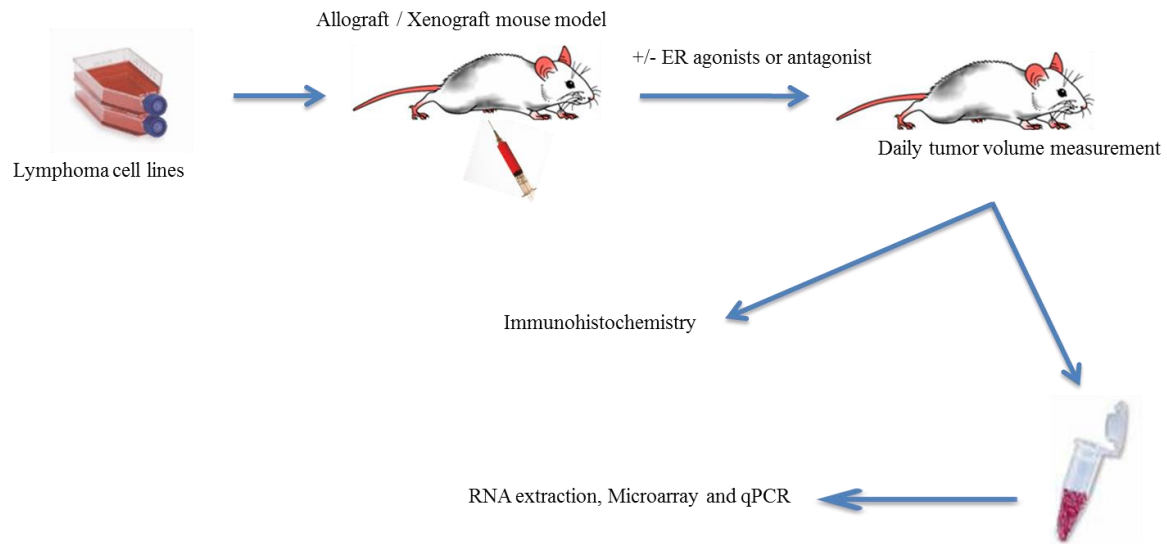 Allograft / Xenograft mouse model
+/- ER agonists or antagonist
Lymphoma cell lines
Daily tumor volume measurement
Immunohistochemistry
RNA extraction, Microarray and qPCR